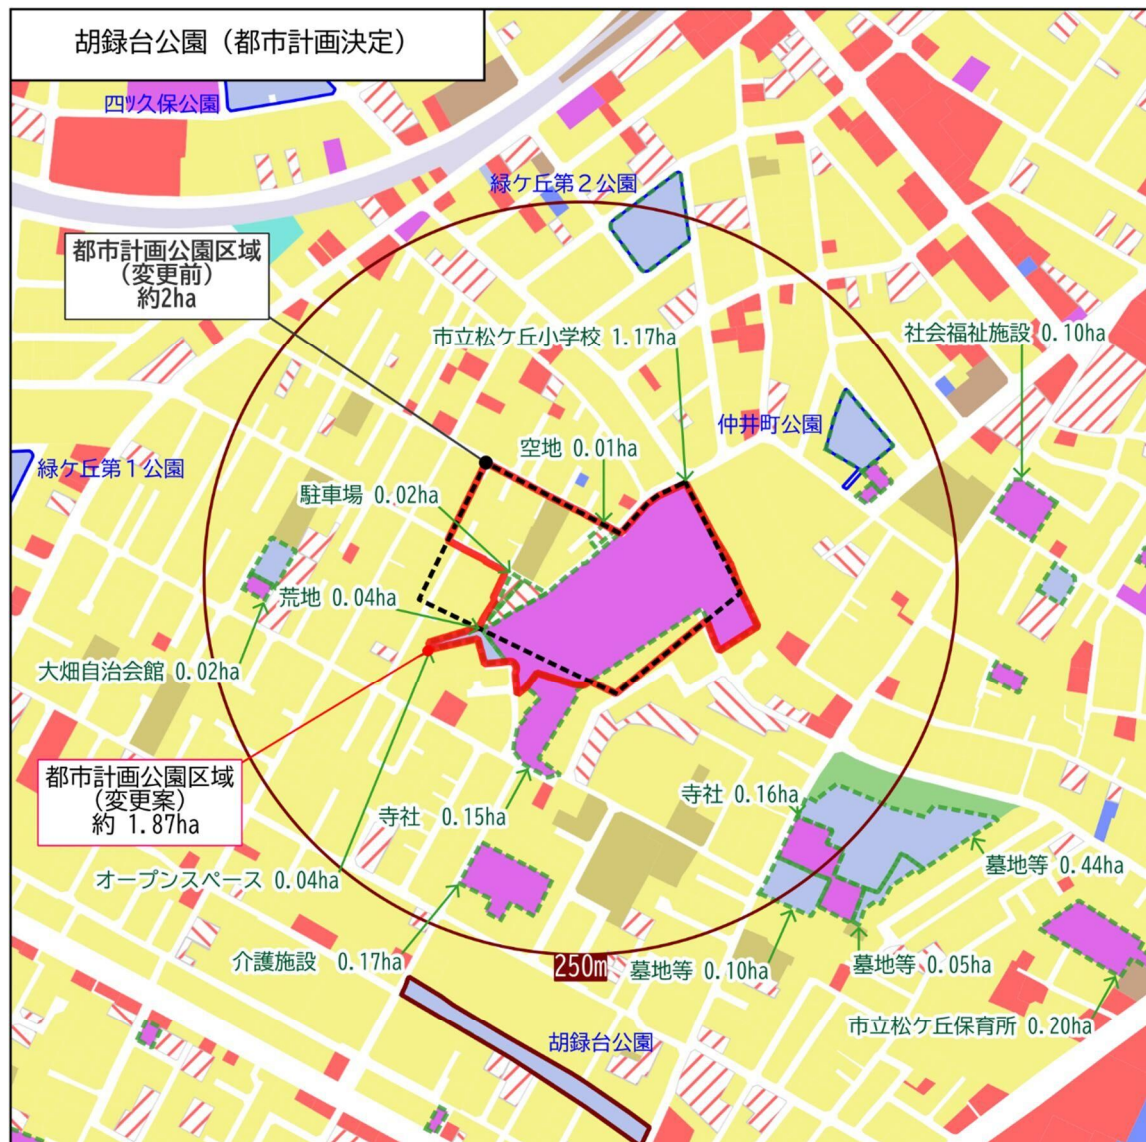 胡録台公園（都市計画決定）
四ッ久保公園
緑ケ丘第２公園
都市計画公園区域
（変更前）
約2ha
市立松ケ丘小学校 1.17ha
社会福祉施設 0.10ha
仲井町公園
空地 0.01ha
緑ケ丘第１公園
駐車場 0.02ha
荒地 0.04ha
大畑自治会館 0.02ha
都市計画公園区域
（変更案）
約 1.87ha
寺社 0.16ha
寺社 0.15ha
墓地等 0.44ha
オープンスペース 0.04ha
介護施設 0.17ha
250m
墓地等 0.10ha
墓地等 0.05ha
市立松ケ丘保育所 0.20ha
胡録台公園